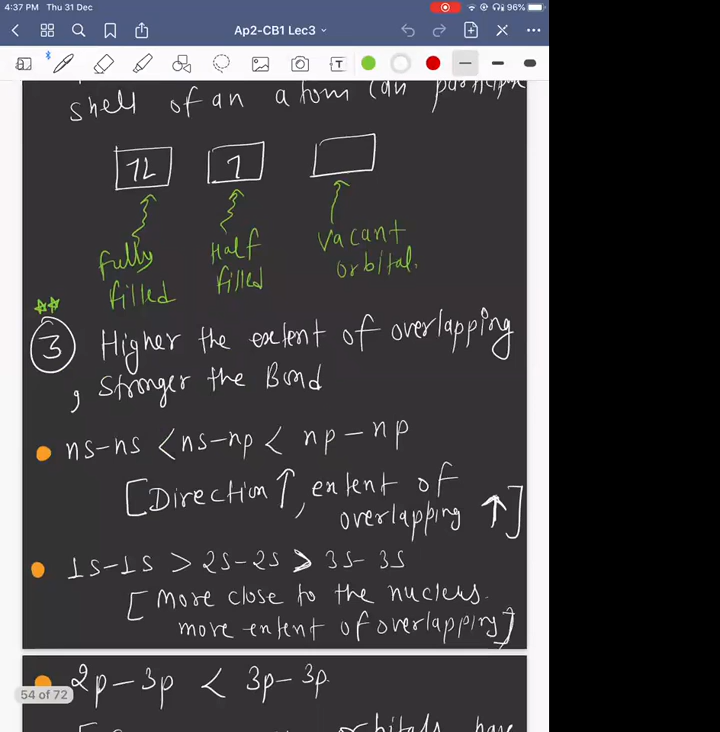 4:37 PM Thu 31 Dec
96%
Ap2-CB1 Lec3
T
shell of an atom can
1L
1
fully filled
Half filled
Vacant orbital.
3
Higher the extent of overlapping
, stronger the Bond
ns-ns < ns-np < np-np
[Direction ↑, extent of
overlapping ↑]
1s-1s > 2s-2s > 3s-3s
[more close to the nucleus.
more extent of overlapping]
2p-3p < 3p-3p
54 of 72
orbitals have